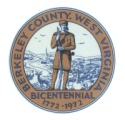 BERKELEY COUNTY, WEST VIRGINIA
BICENTENNIAL
1772-1972